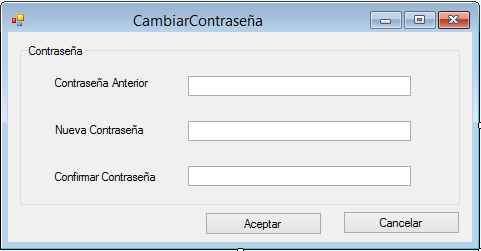 CambiarContraseña
Contraseña
Contraseña Anterior
Nueva Contraseña
Confirmar Contraseña
Aceptar
Cancelar